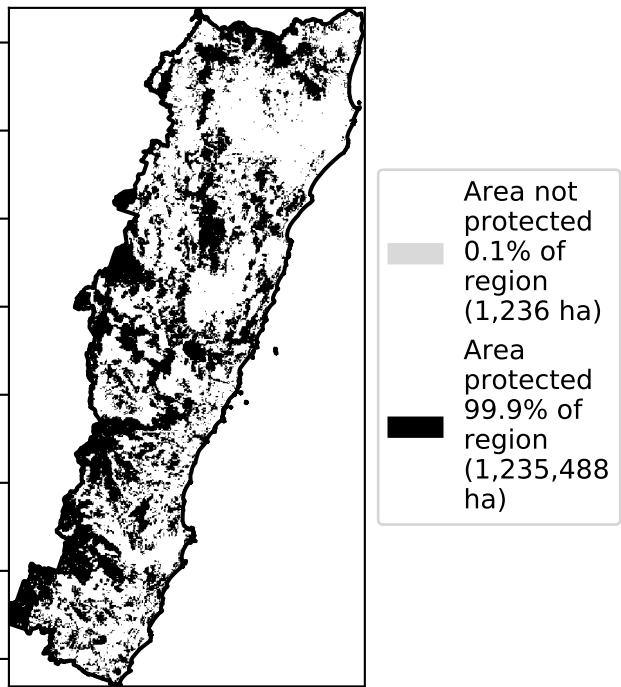 Area not
protected
0.1% of
region
(1,236 ha)
Area
protected
99.9% of
region
(1,235,488
ha)